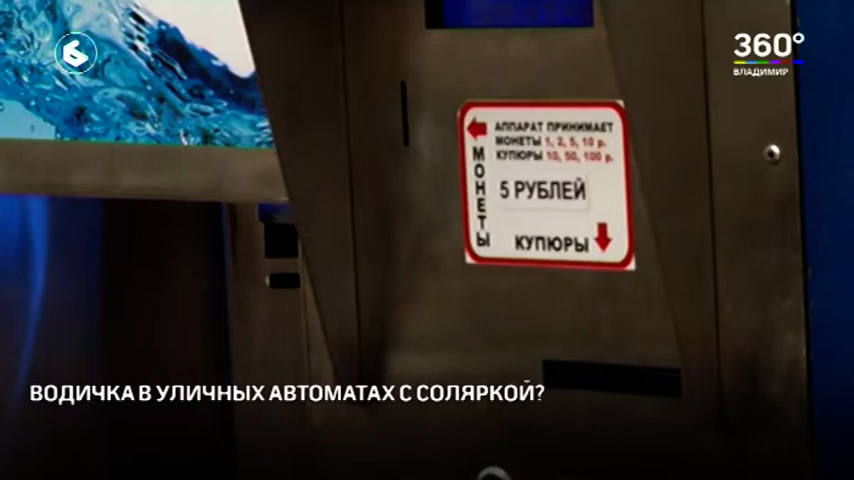 360°
ВЛАДИМИР
АППАРАТ ПРИНИМАЕТ
МОНЕТЫ 1, 2, 5, 10 р.
КУПЮРЫ 10, 50, 100 р.
МОНЕТЫ
5 РУБЛЕЙ
КУПЮРЫ
ВОДИЧКА В УЛИЧНЫХ АВТОМАТАХ С СОЛЯРКОЙ?